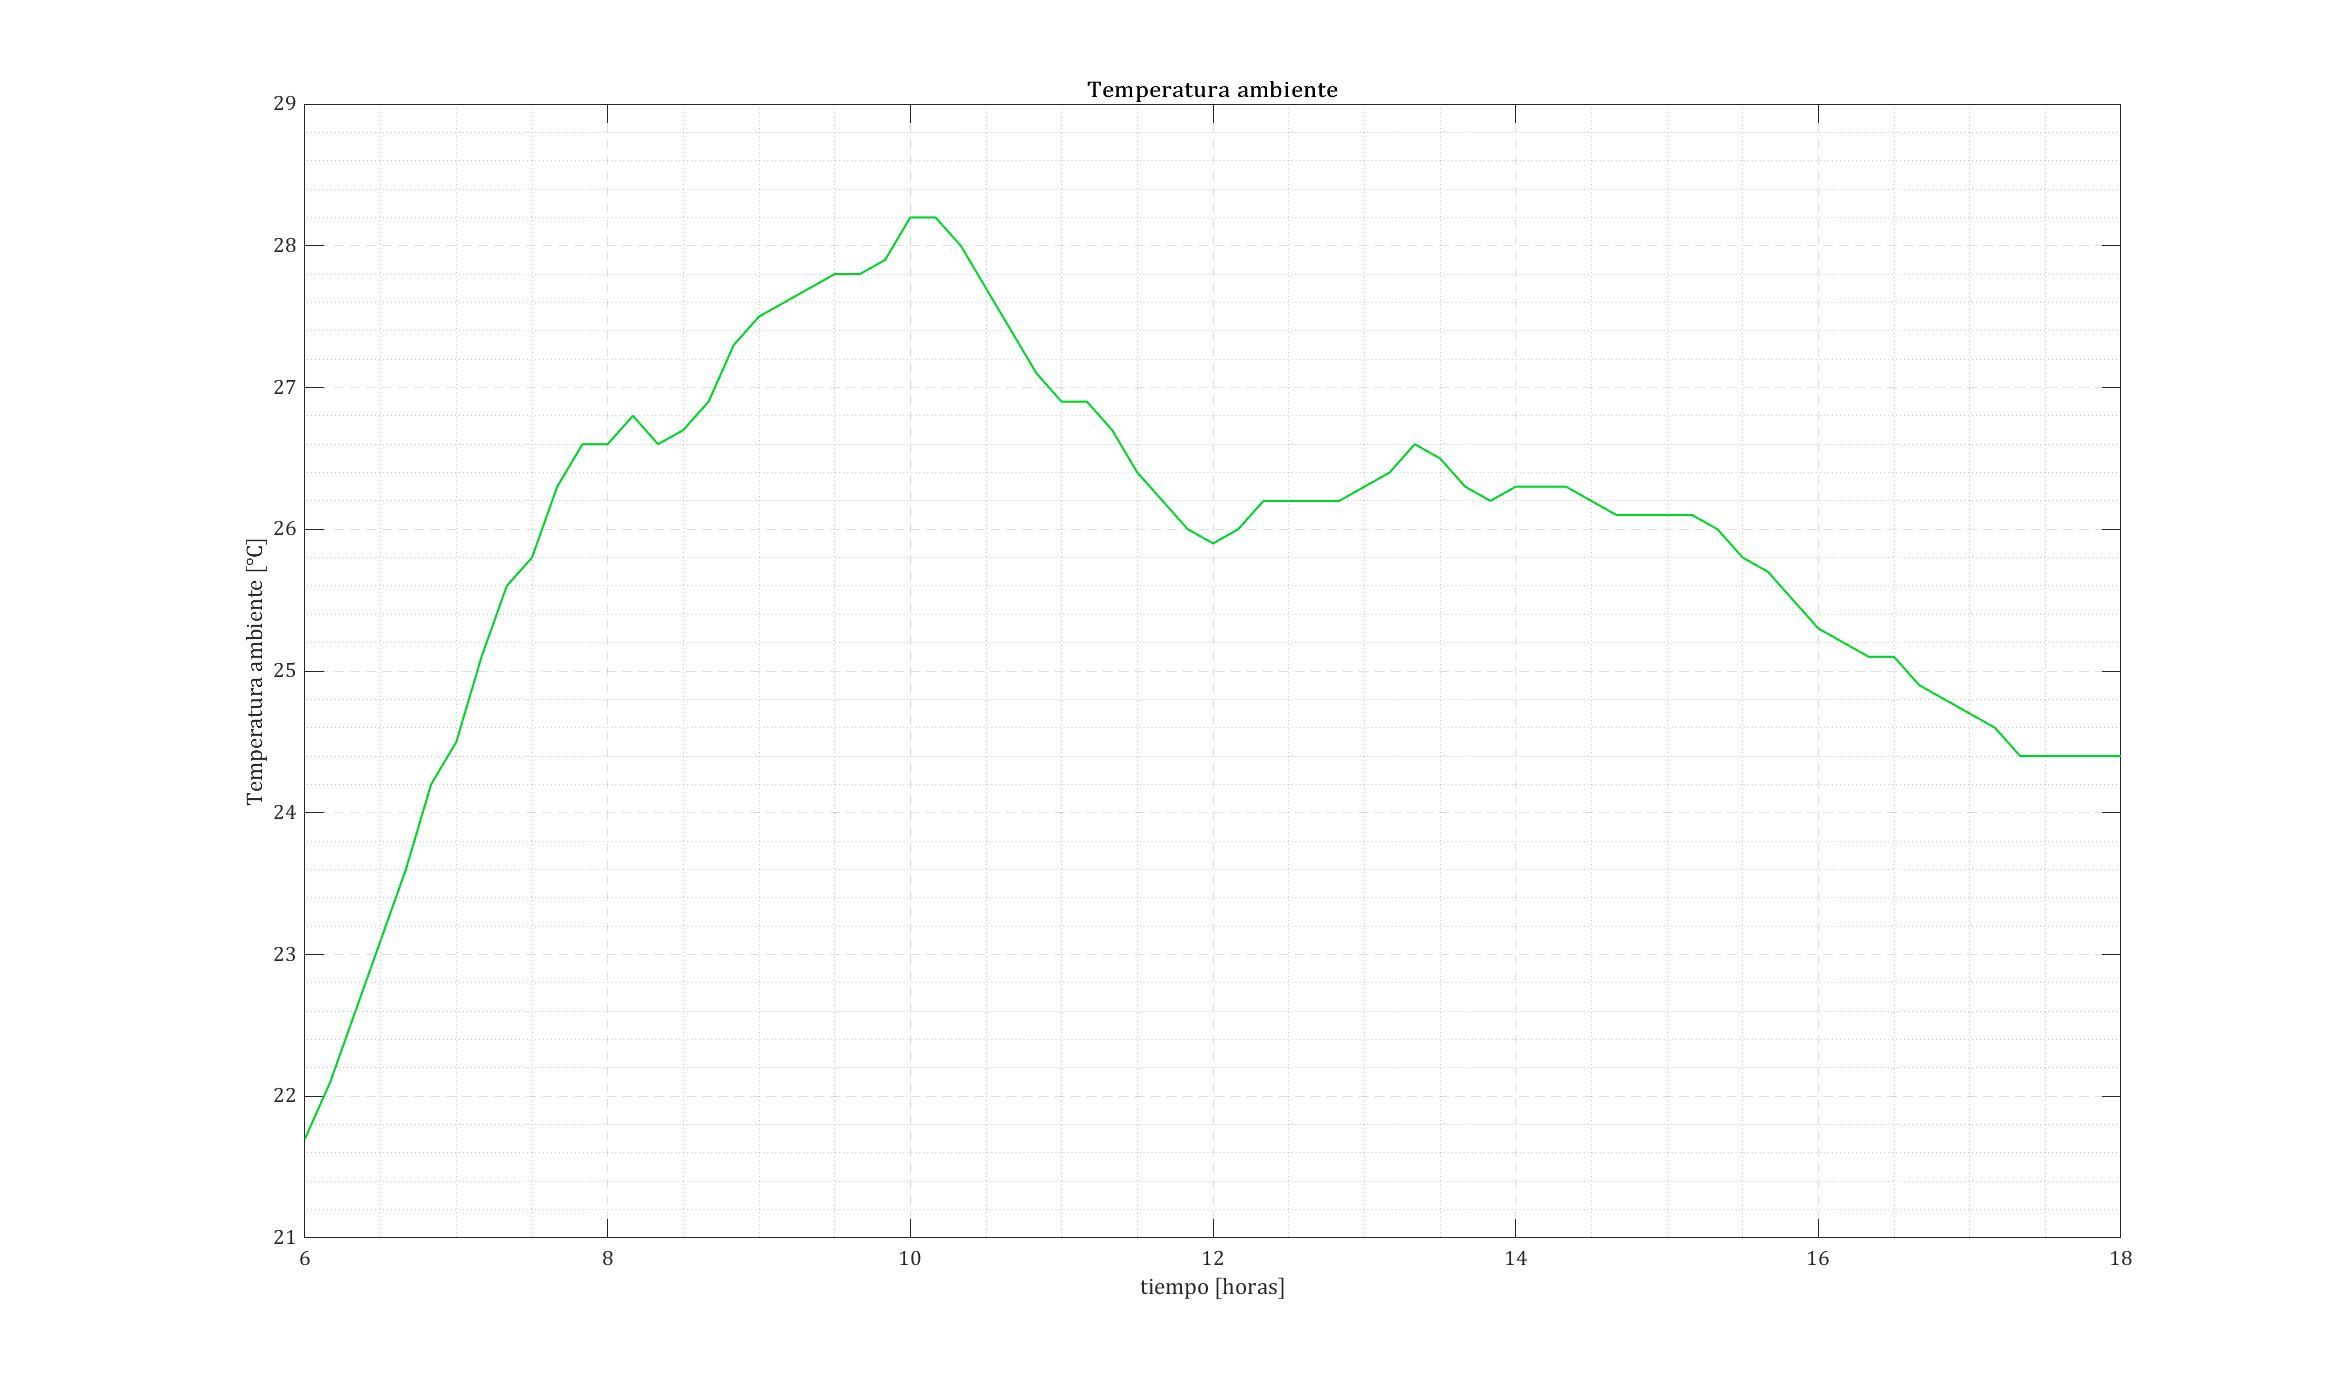 Temperatura ambiente
29
28
27
26
25
24
23
22
21
Temperatura ambiente [°C]
6 8 10 12 14 16 18
tiempo [horas]